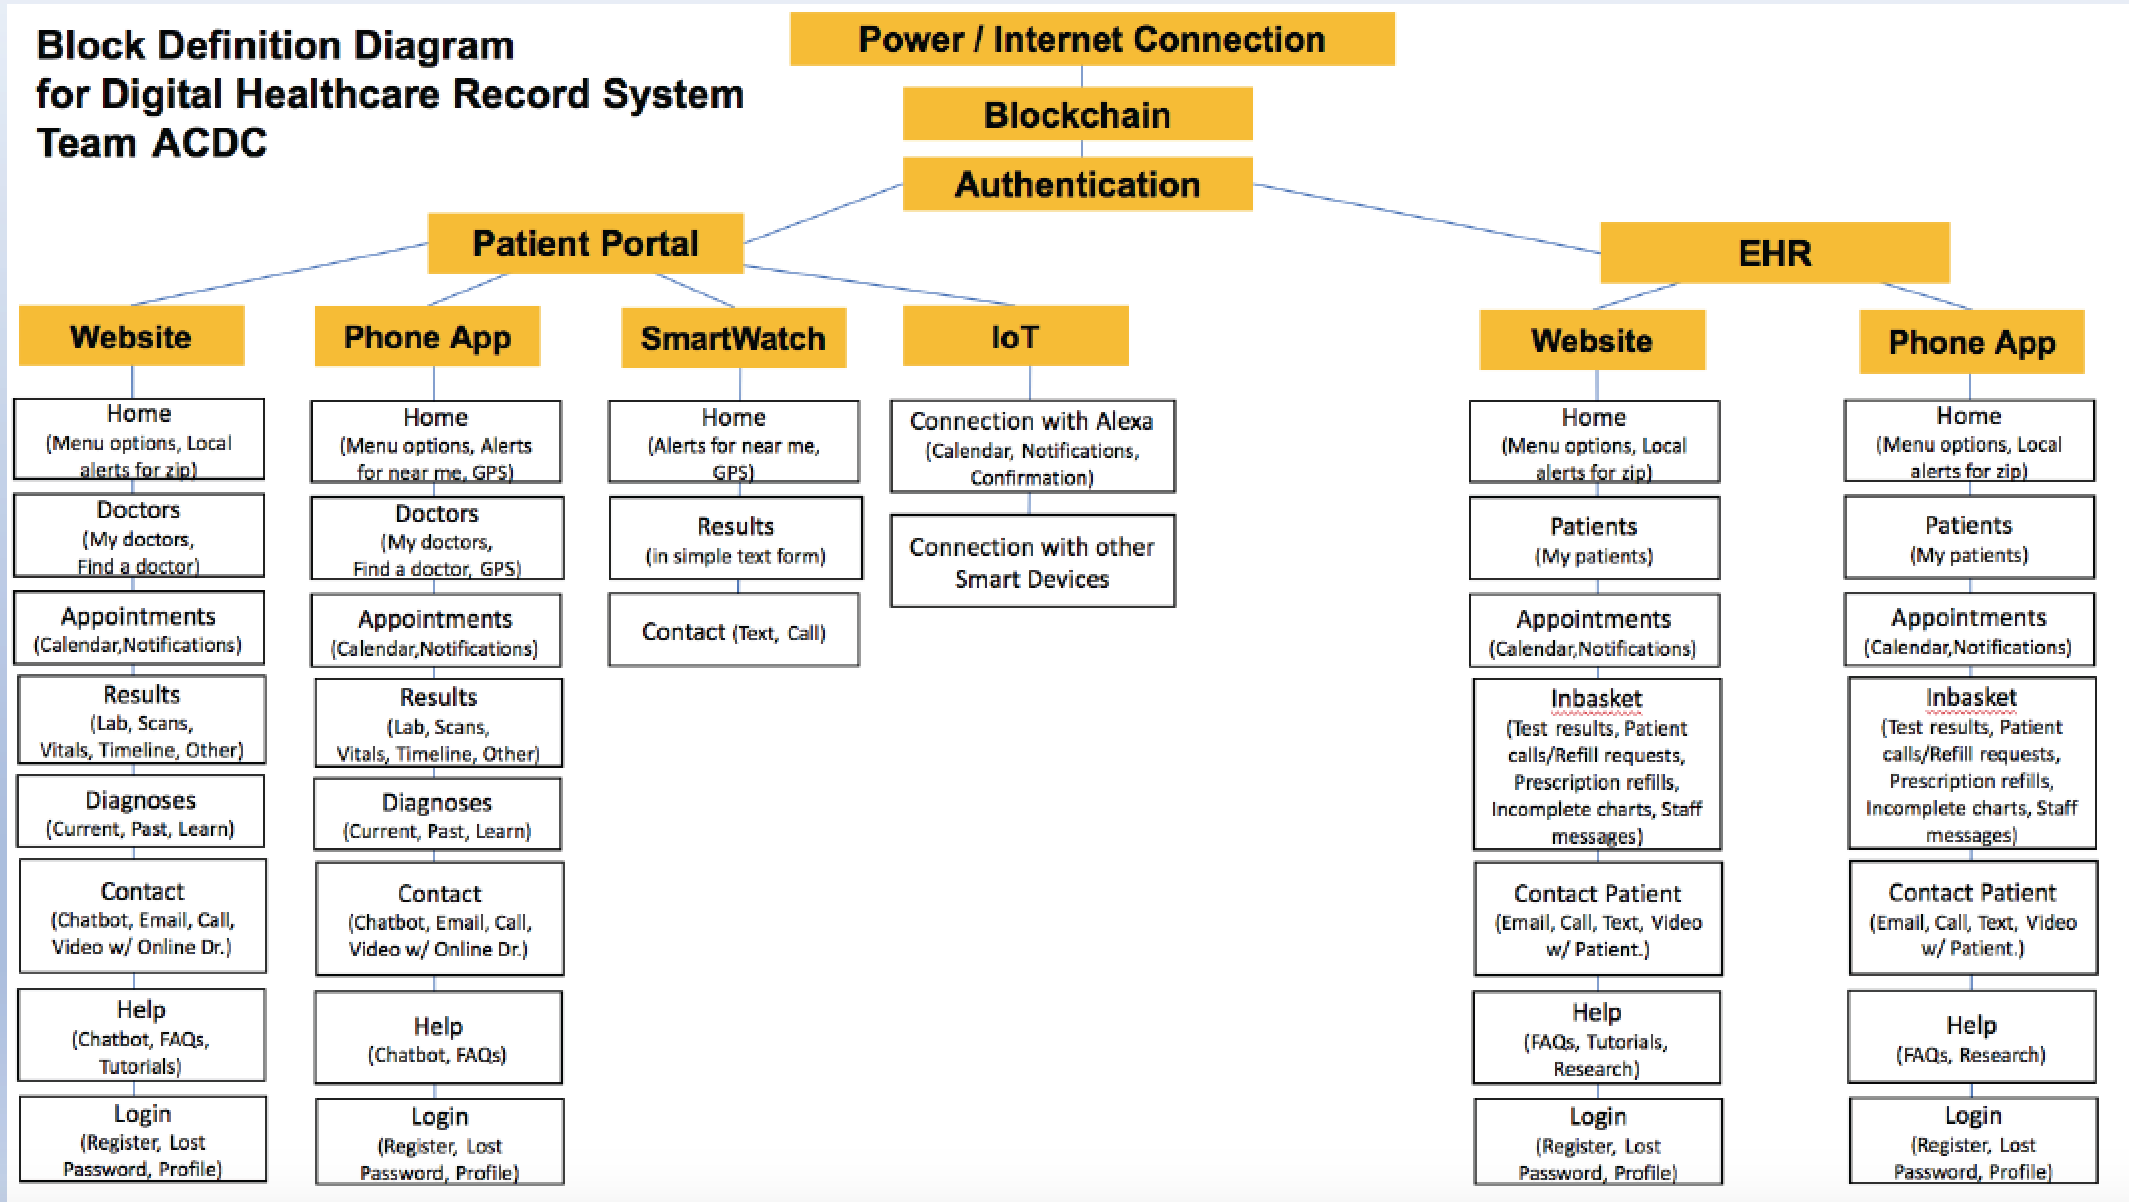 Block Definition Diagram
for Digital Healthcare Record System
Team ACDC
Power / Internet Connection
Blockchain
Authentication
Patient Portal
EHR
Website
Home
(Menu options, Local
alerts for zip)
Doctors
(My doctors,
Find a doctor)
Appointments
(Calendar,Notifications)
Results
(Lab, Scans,
Vitals, Timeline, Other)
Diagnoses
(Current, Past, Learn)
Contact
(Chatbot, Email, Call,
Video w/ Online Dr.)
Help
(Chatbot, FAQs,
Tutorials)
Login
(Register, Lost
Password, Profile)
Phone App
Home
(Menu options, Alerts
for near me, GPS)
Doctors
(My doctors,
Find a doctor, GPS)
Appointments
(Calendar,Notifications)
Results
(Lab, Scans,
Vitals, Timeline, Other)
Diagnoses
(Current, Past, Learn)
Contact
(Chatbot, Email, Call,
Video w/ Online Dr.)
Help
(Chatbot, FAQs)
Login
(Register, Lost
Password, Profile)
SmartWatch
Home
(Alerts for near me,
GPS)
Results
(in simple text form)
Contact (Text, Call)
IoT
Connection with Alexa
(Calendar, Notifications,
Confirmation)
Connection with other
Smart Devices
Website
Home
(Menu options, Local
alerts for zip)
Patients
(My patients)
Appointments
(Calendar,Notifications)
Inbasket
(Test results, Patient
calls/Refill requests,
Prescription refills,
Incomplete charts, Staff
messages)
Contact Patient
(Email, Call, Text, Video
w/ Patient.)
Help
(FAQs, Tutorials,
Research)
Login
(Register, Lost
Password, Profile)
Phone App
Home
(Menu options, Local
alerts for zip)
Patients
(My patients)
Appointments
(Calendar,Notifications)
Inbasket
(Test results, Patient
calls/Refill requests,
Prescription refills,
Incomplete charts, Staff
messages)
Contact Patient
(Email, Call, Text, Video
w/ Patient.)
Help
(FAQs, Research)
Login
(Register, Lost
Password, Profile)